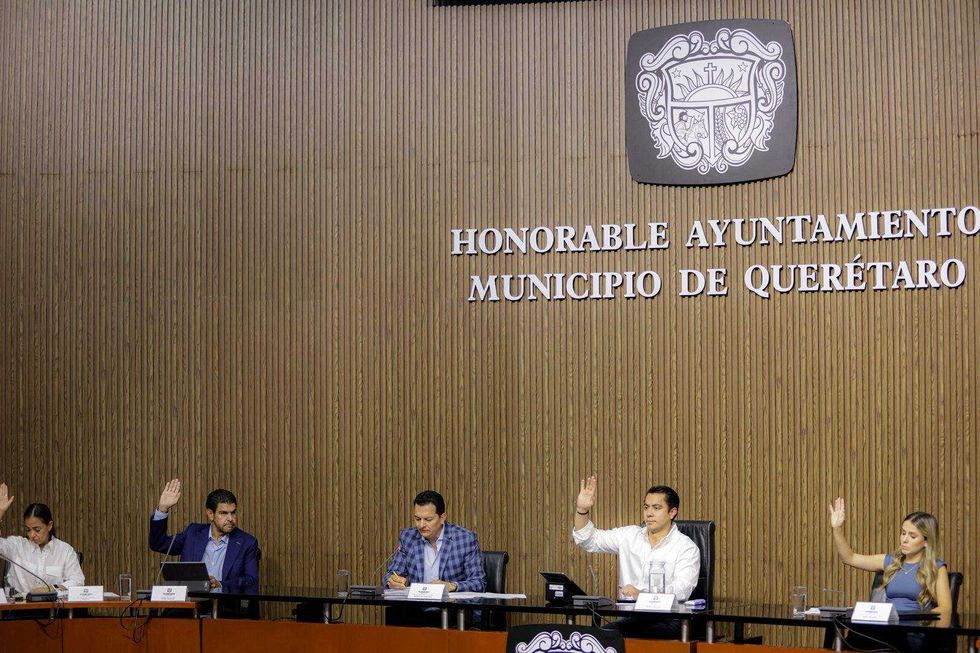 HONORABLE AYUNTAMIENTO
MUNICIPIO DE QUERÉTARO